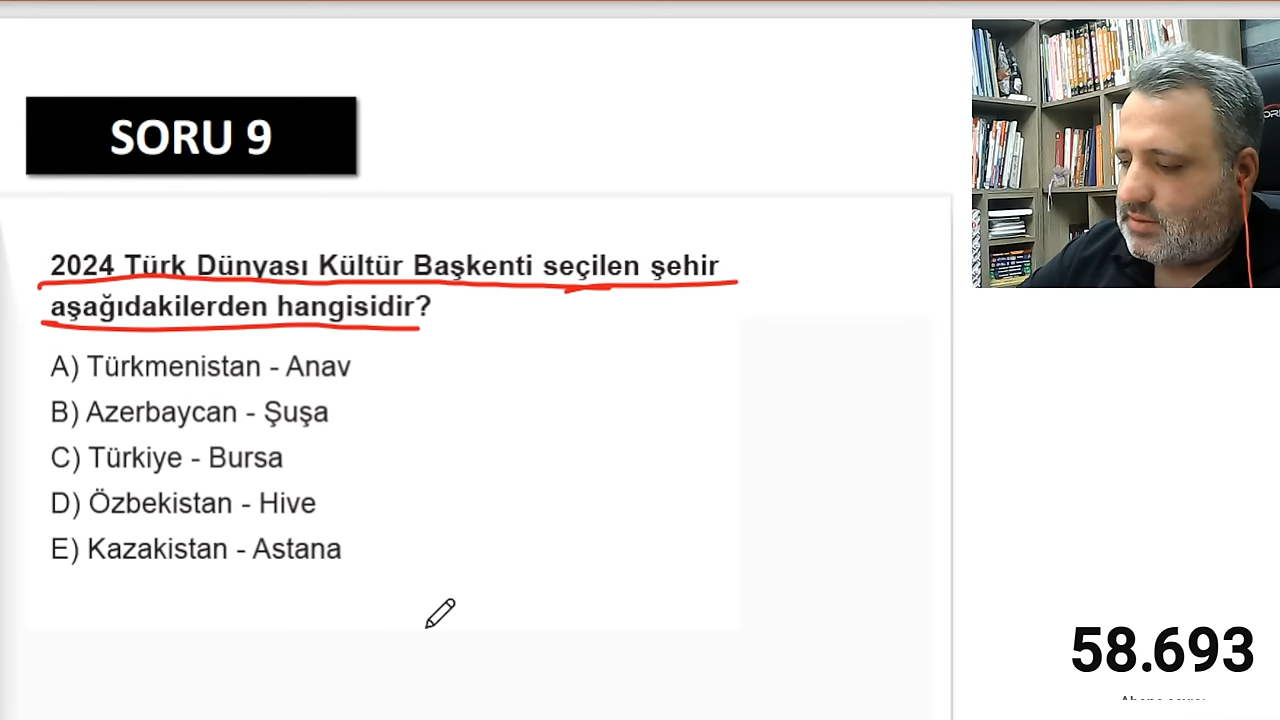 SORU 9
2024 Türk Dünyası Kültür Başkenti seçilen şehir
aşağıdakilerden hangisidir?
A) Türkmenistan - Anav
B) Azerbaycan - Şuşa
C) Türkiye - Bursa
D) Özbekistan - Hive
E) Kazakistan - Astana
58.693